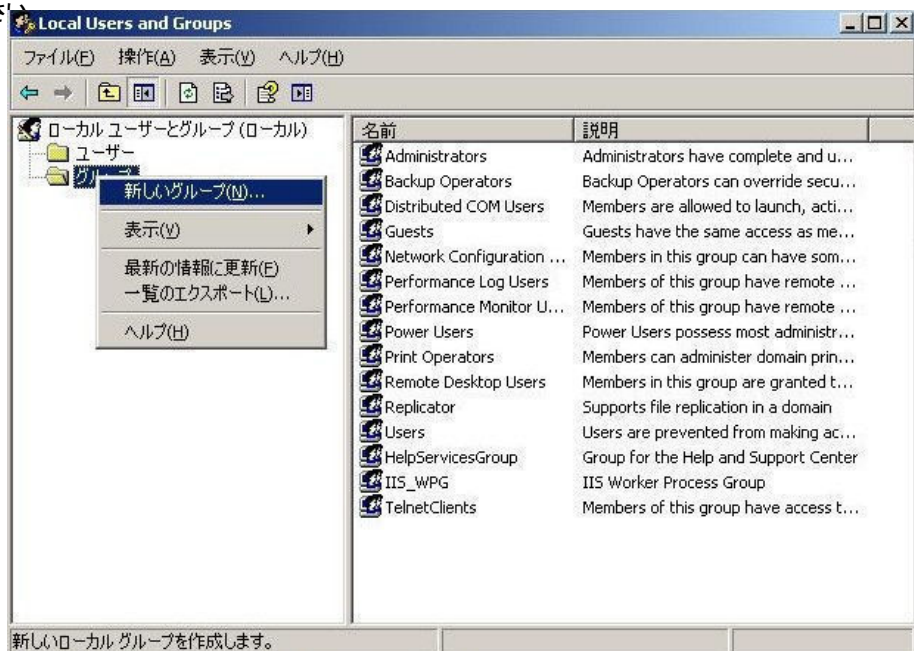 さい
Local Users and Groups
ファイル(F) 操作(A) 表示(V) ヘルプ(H)
ローカル ユーザーとグループ (ローカル)
ユーザー
グループ
新しいグループ(N)...
表示(V)
最新の情報に更新(F)
一覧のエクスポート(L)...
ヘルプ(H)
名前 説明
Administrators Administrators have complete and u...
Backup Operators Backup Operators can override secu...
Distributed COM Users Members are allowed to launch, acti...
Guests Guests have the same access as me...
Network Configuration ... Members in this group can have som...
Performance Log Users Members of this group have remote ...
Performance Monitor U... Members of this group have remote ...
Power Users Power Users possess most administr...
Print Operators Members can administer domain prin...
Remote Desktop Users Members in this group are granted t...
Replicator Supports file replication in a domain
Users Users are prevented from making ac...
HelpServicesGroup Group for the Help and Support Center
IIS_WPG IIS Worker Process Group
TelnetClients Members of this group have access t...
新しいローカル グループを作成します。